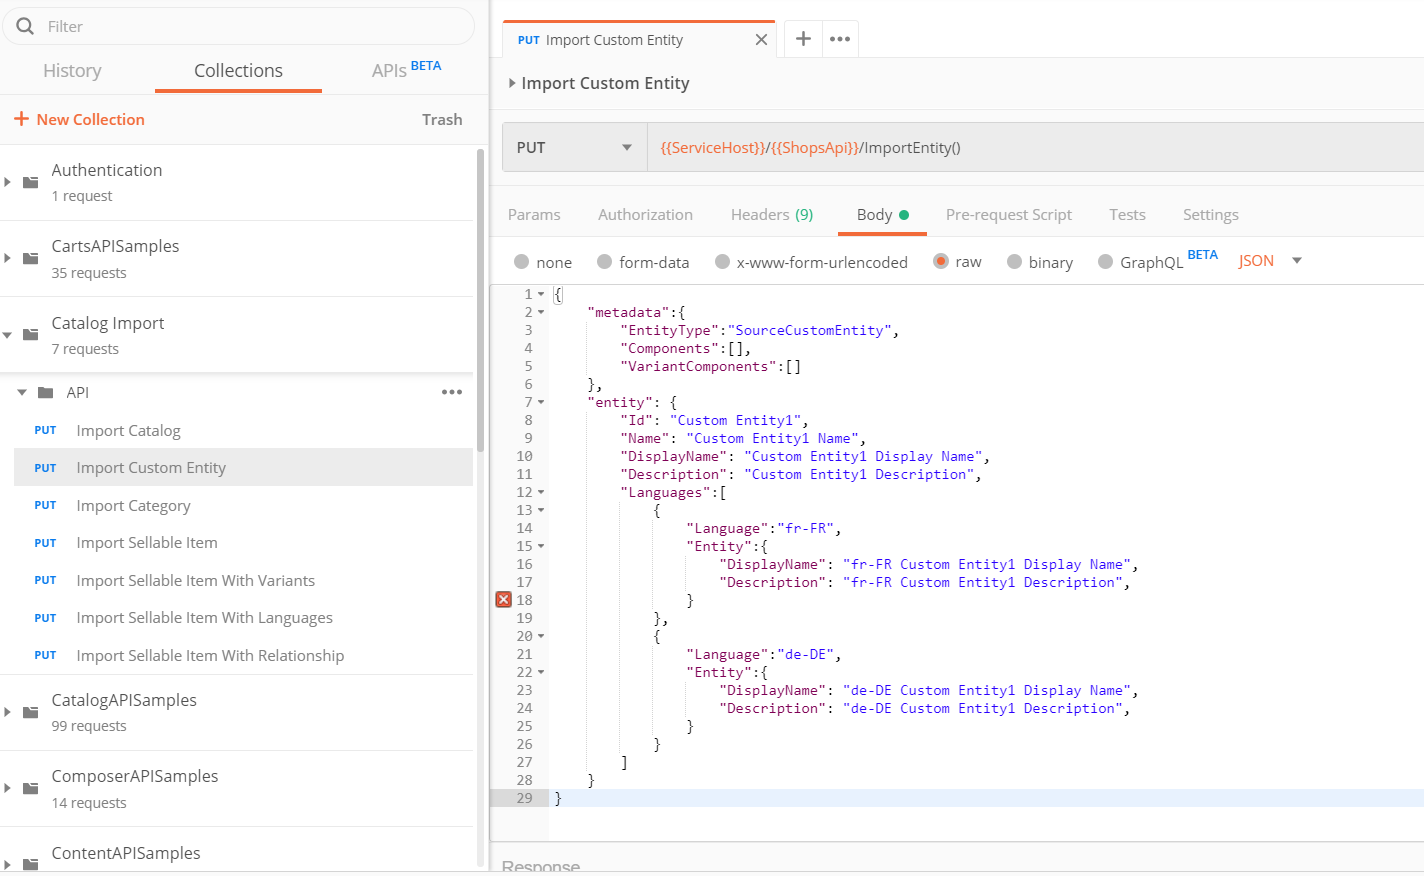 Filter
History
Collections
APIs BETA
+ New Collection
Trash
Authentication
1 request
CartsAPISamples
35 requests
Catalog Import
7 requests
API
PUT Import Catalog
PUT Import Custom Entity
PUT Import Category
PUT Import Sellable Item
PUT Import Sellable Item With Variants
PUT Import Sellable Item With Languages
PUT Import Sellable Item With Relationship
CatalogAPISamples
99 requests
ComposerAPISamples
14 requests
ContentAPISamples
PUT Import Custom Entity
Import Custom Entity
PUT {{ServiceHost}}/{{ShopsApi}}/ImportEntity()
Params Authorization Headers (9) Body Pre-request Script Tests Settings
none form-data x-www-form-urlencoded raw binary GraphQL BETA JSON
1 {
2 "metadata":{
3 "EntityType":"SourceCustomEntity",
4 "Components":[],
5 "VariantComponents":[]
6 },
7 "entity": {
8 "Id": "Custom Entity1",
9 "Name": "Custom Entity1 Name",
10 "DisplayName": "Custom Entity1 Display Name",
11 "Description": "Custom Entity1 Description",
12 "Languages":[
13 {
14 "Language":"fr-FR",
15 "Entity":{
16 "DisplayName": "fr-FR Custom Entity1 Display Name",
17 "Description": "fr-FR Custom Entity1 Description",
18 }
19 },
20 {
21 "Language":"de-DE",
22 "Entity":{
23 "DisplayName": "de-DE Custom Entity1 Display Name",
24 "Description": "de-DE Custom Entity1 Description",
25 }
26 }
27 ]
28 }
29 }
Response